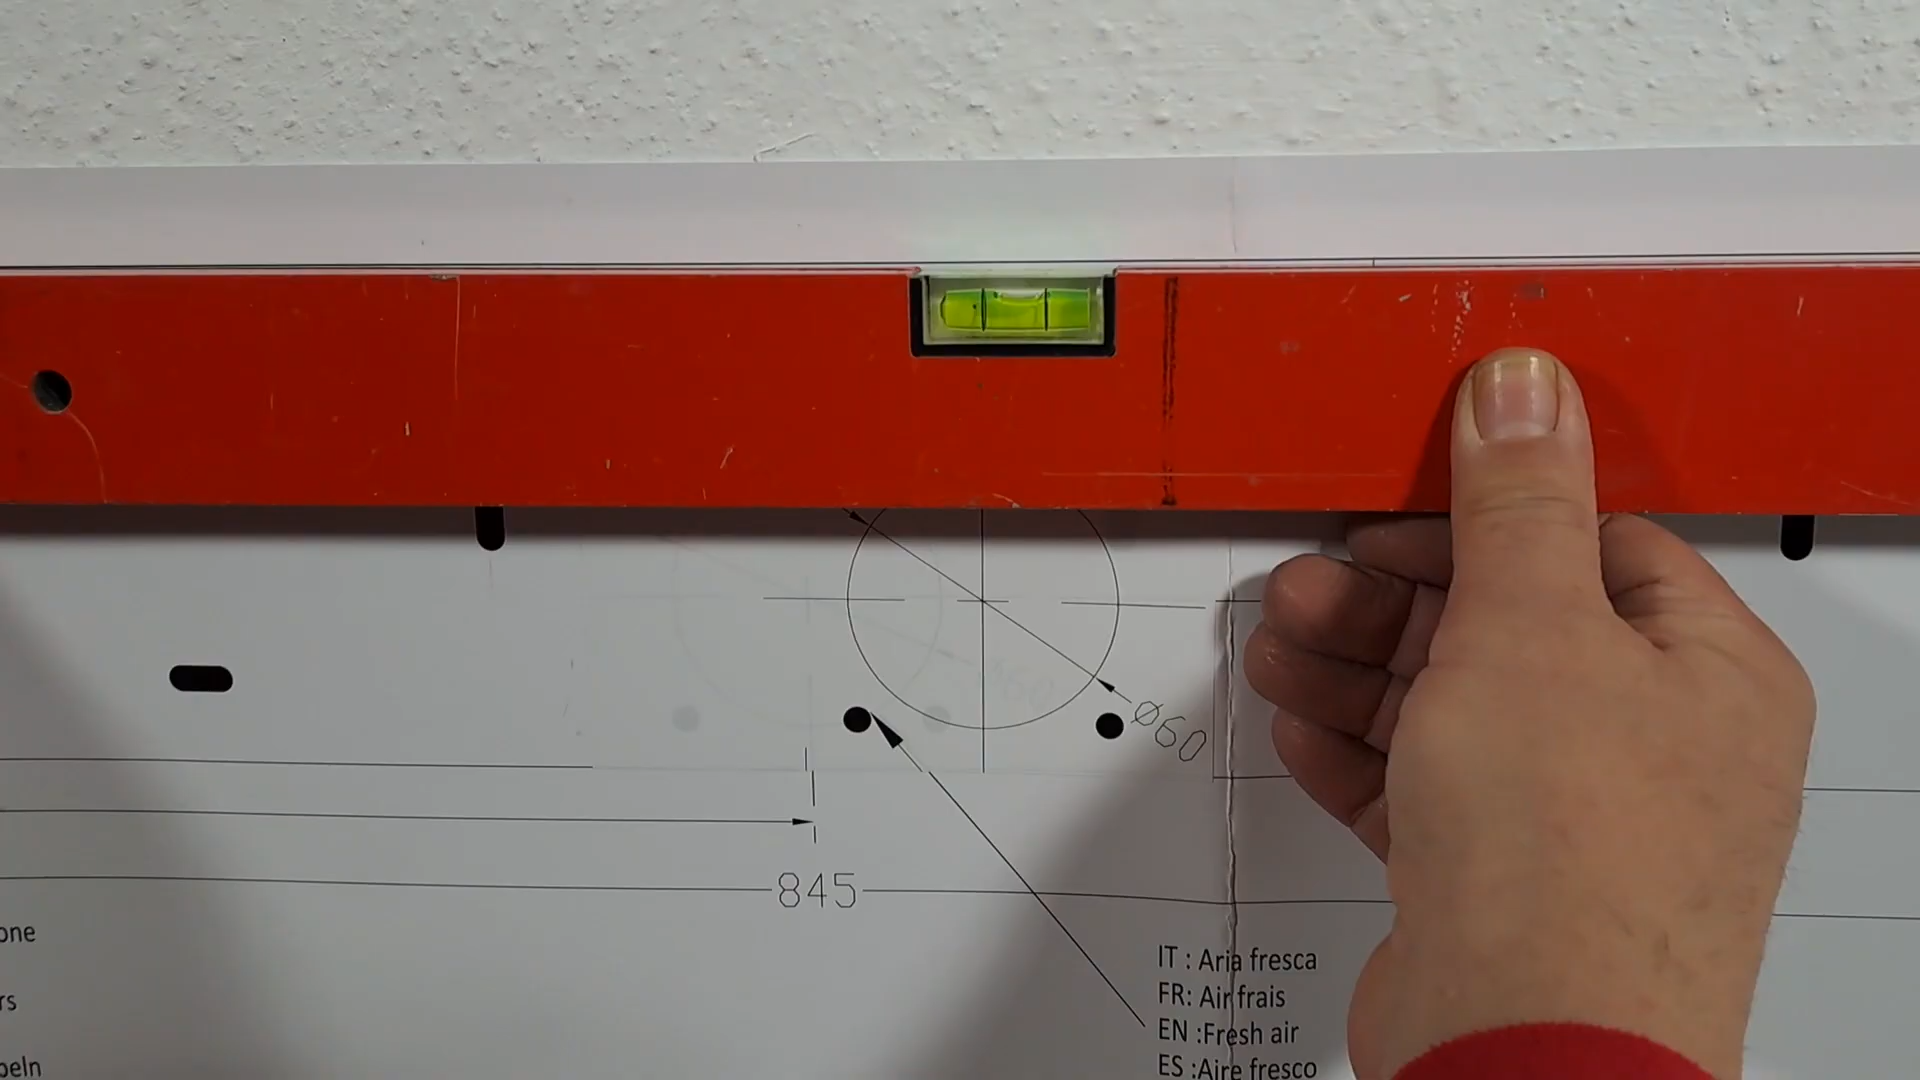 ø60
845
IT : Aria fresca
FR: Air frais
EN :Fresh air
ES :Aire fresco
one
rs
beln